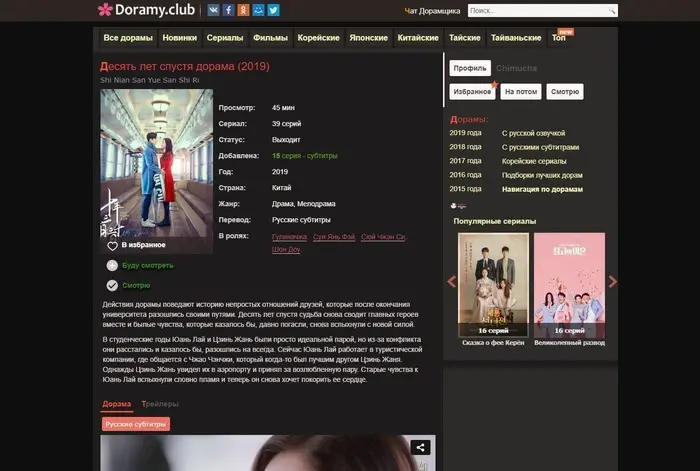 Doramy.club
Чат Дорамщика
Поиск...
Все дорамы
Новинки
Сериалы
Фильмы
Корейские
Японские
Китайские
Тайские
Тайваньские
Топ
new
Десять лет спустя дорама (2019)
Shi Nian San Yue San Shi Ri
Просмотр: 45 мин
Сериал: 39 серий
Статус: Выходит
Добавлена: 15 серия - субтитры
Год: 2019
Страна: Китай
Жанр: Драма, Мелодрама
Перевод: Русские субтитры
В ролях: Гулиначжа Сун Янь Фэй Сюй Чжэн Си
Шон Доу
В избранное
Буду смотреть
Смотрю
Действия дорамы поведают историю непростых отношений друзей, которые после окончания
университета разошлись своими путями. Десять лет спустя судьба снова сводит главных героев
вместе и былые чувства, которые казалось бы, давно погасли, снова вспыхнули с новой силой.
В студенческие годы Юань Лай и Цзинь Жань были просто идеальной парой, но из-за конфликта
они расстались и казалось бы, разошлись на всегда. Сейчас Юань Лай работает в туристической
компании, где общается с Чжао Чэнчжи, который когда-то был лучшим другом Цзинь Жаня.
Однажды Цзинь Жань увидел их в аэропорту и принял за возлюбленную пару. Старые чувства к
Юань Лай вспыхнули словно пламя и теперь он снова хочет покорить ее сердце.
Дорама
Трейлеры
Русские субтитры
Профиль
Chimucha
Избранное
На потом
Смотрю
Дорамы:
2019 года С русской озвучкой
2018 года С русскими субтитрами
2017 года Корейские сериалы
2016 года Подборки лучших дорам
2015 года Навигация по дорамам
Популярные сериалы
16 серий
Сказка о фее Керён
16 серий
Великолепный развод